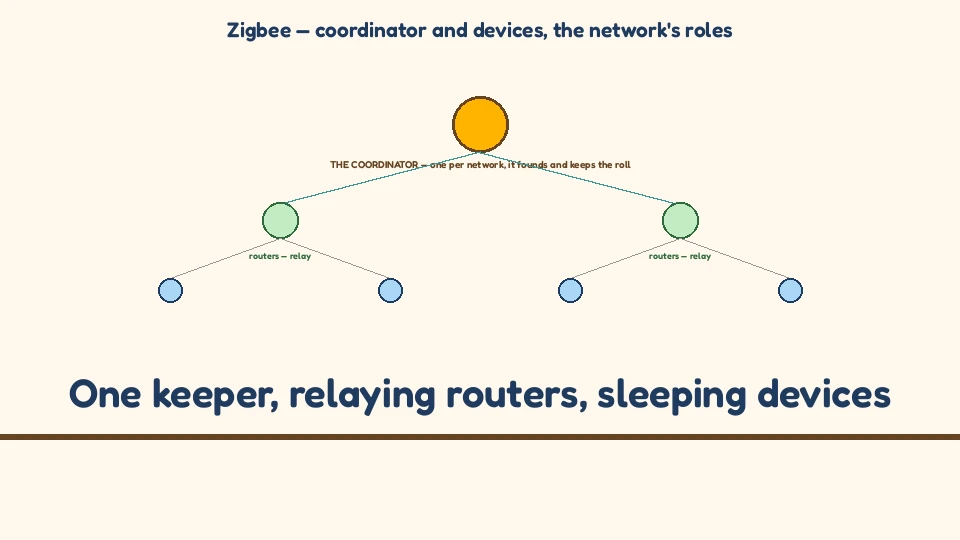 Zigbee — coordinator and devices, the network's roles
THE COORDINATOR — one per network, it founds and keeps the roll
routers — relay
routers — relay
One keeper, relaying routers, sleeping devices